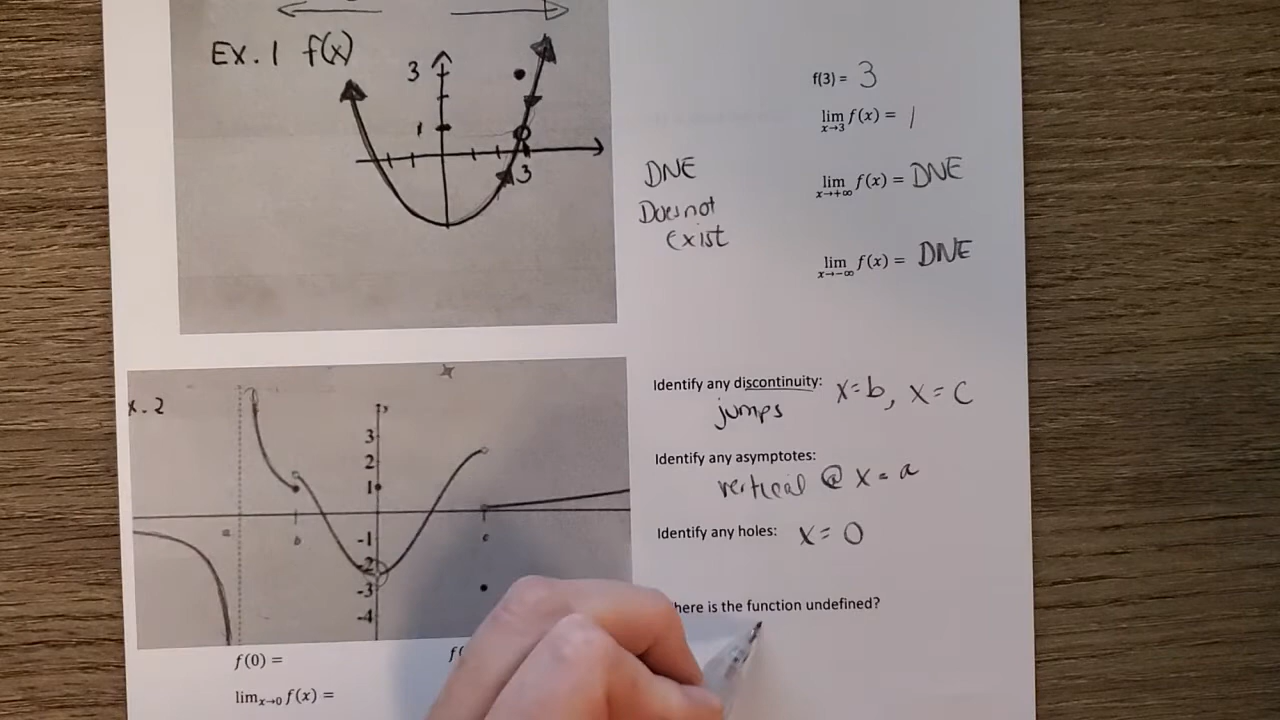 Ex. 1 f(x)
3
1
3
f(3) = 3
lim x→3 f(x) = 1
lim x→+∞ f(x) = DNE
lim x→-∞ f(x) = DNE
DNE
Does not
exist
x. 2
3
2
1
-1
-2
-3
-4
a
b
c
Identify any discontinuity: x=b, x=c
jumps
Identify any asymptotes:
vertical @ x=a
Identify any holes: x=0
here is the function undefined?
f(0) =
lim x→0 f(x) =